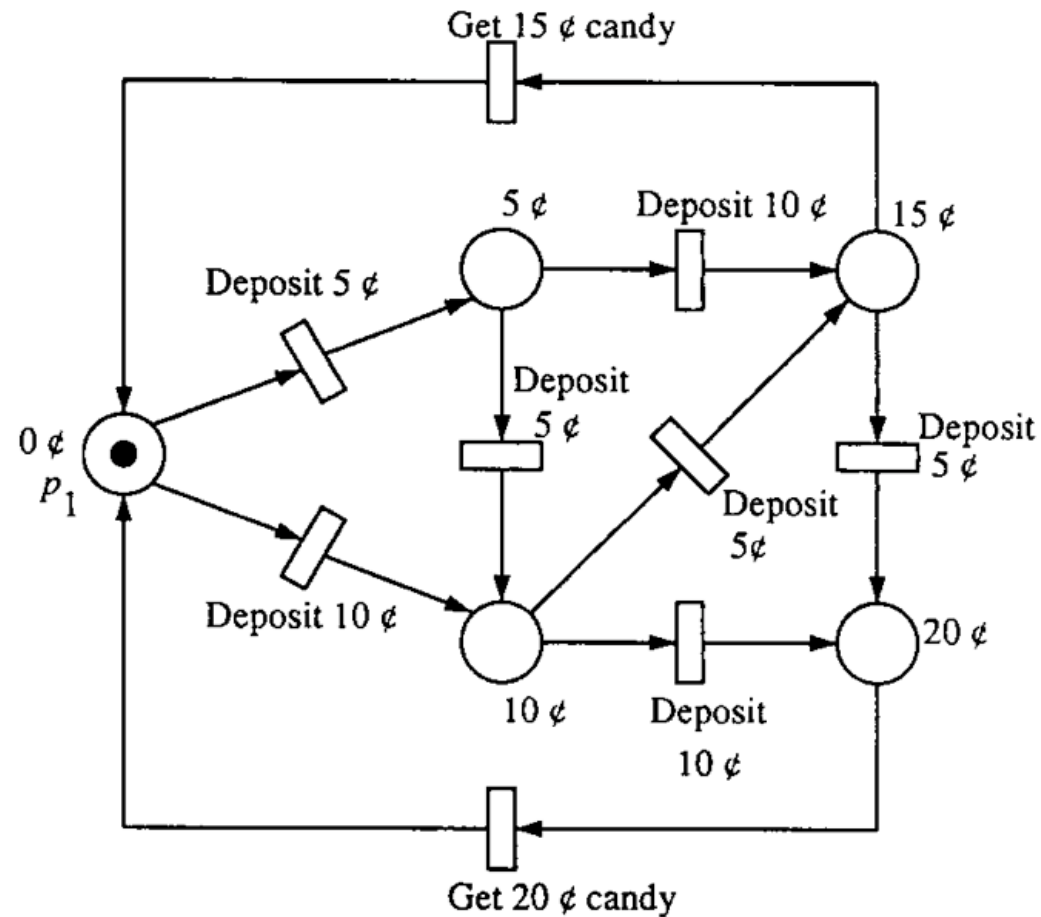 Get 15 ¢ candy
5 ¢
Deposit 10 ¢
15 ¢
Deposit 5 ¢
Deposit
5 ¢
0 ¢
p1
Deposit
5¢
Deposit
5 ¢
Deposit 10 ¢
20 ¢
10 ¢
Deposit
10 ¢
Get 20 ¢ candy